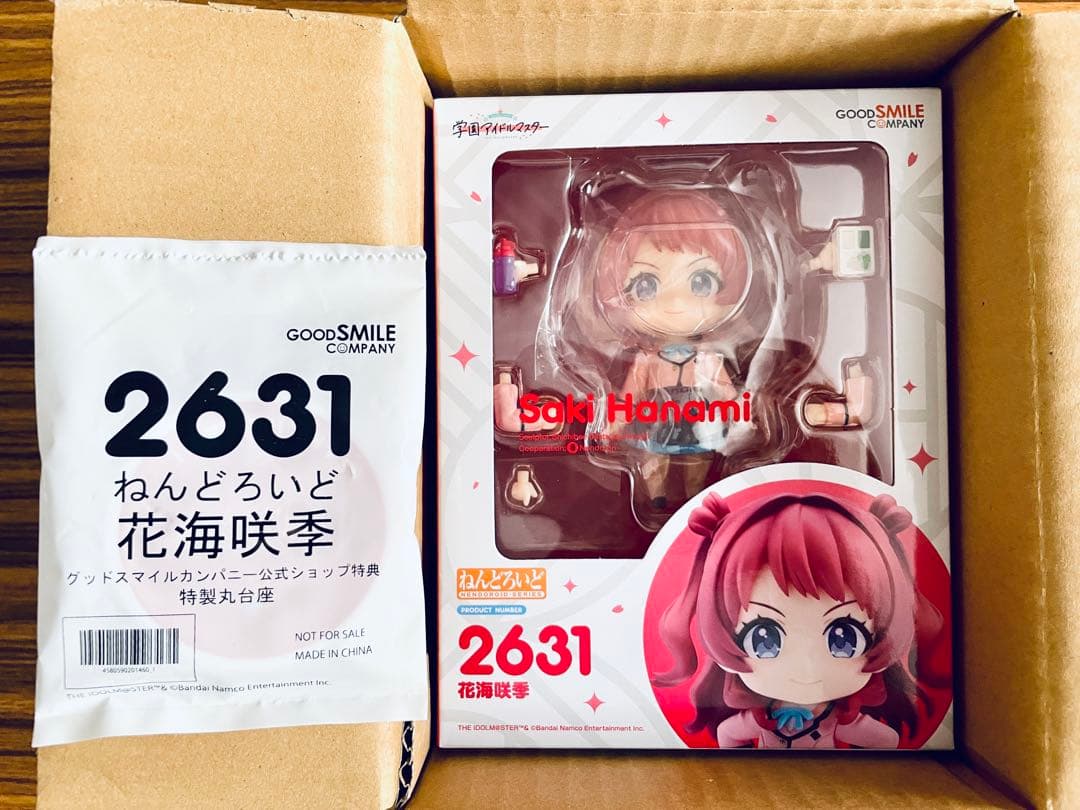 GOODSMILE
COMPANY
2631
ねんどろいど
花海咲季
グッドスマイルカンパニー公式ショップ特典
特製丸台座
NOT FOR SALE
MADE IN CHINA
4580590201460_1
THE IDOLM@STER™& ©Bandai Namco Entertainment Inc.
学園アイドルマスター
GOODSMILE
COMPANY
Saki Hanami
Cooperation: Nendoron
ねんどろいど
NENDOROID SERIES
PRODUCT NUMBER
2631
花海咲季
THE IDOLM@STER™& ©Bandai Namco Entertainment Inc.